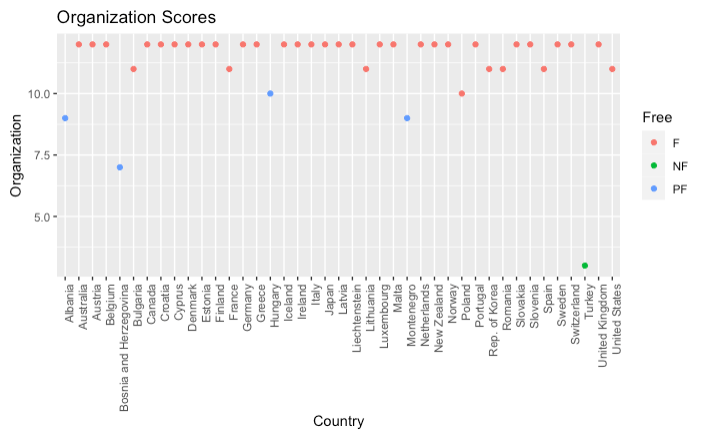 Organization Scores
Organization
10.0
7.5
5.0
Albania
Australia
Austria
Belgium
Bosnia and Herzegovina
Bulgaria
Canada
Croatia
Cyprus
Denmark
Estonia
Finland
France
Germany
Greece
Hungary
Iceland
Ireland
Italy
Japan
Latvia
Liechtenstein
Lithuania
Luxembourg
Malta
Montenegro
Netherlands
New Zealand
Norway
Poland
Portugal
Rep. of Korea
Romania
Slovakia
Slovenia
Spain
Sweden
Switzerland
Turkey
United Kingdom
United States
Country
Free
F
NF
PF